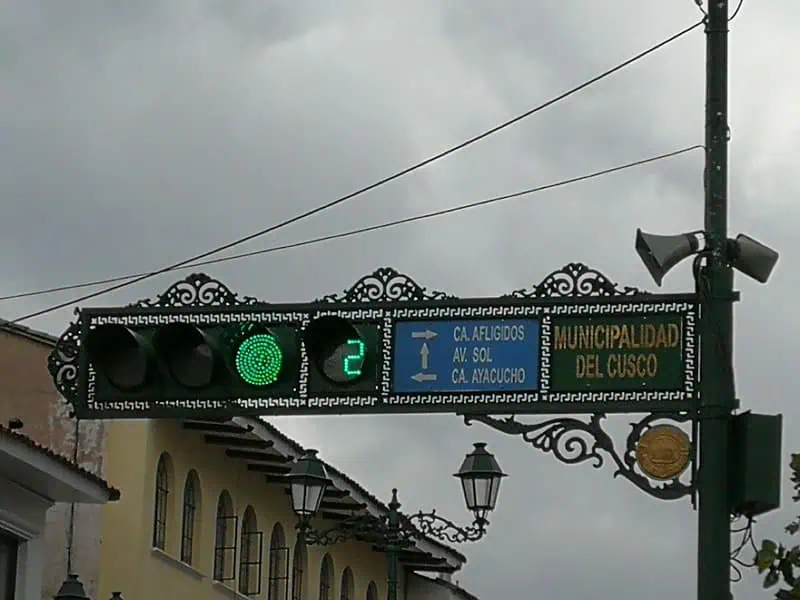 2
CA. AFLIGIDOS
AV. SOL
CA. AYACUCHO
MUNICIPALIDAD
DEL CUSCO